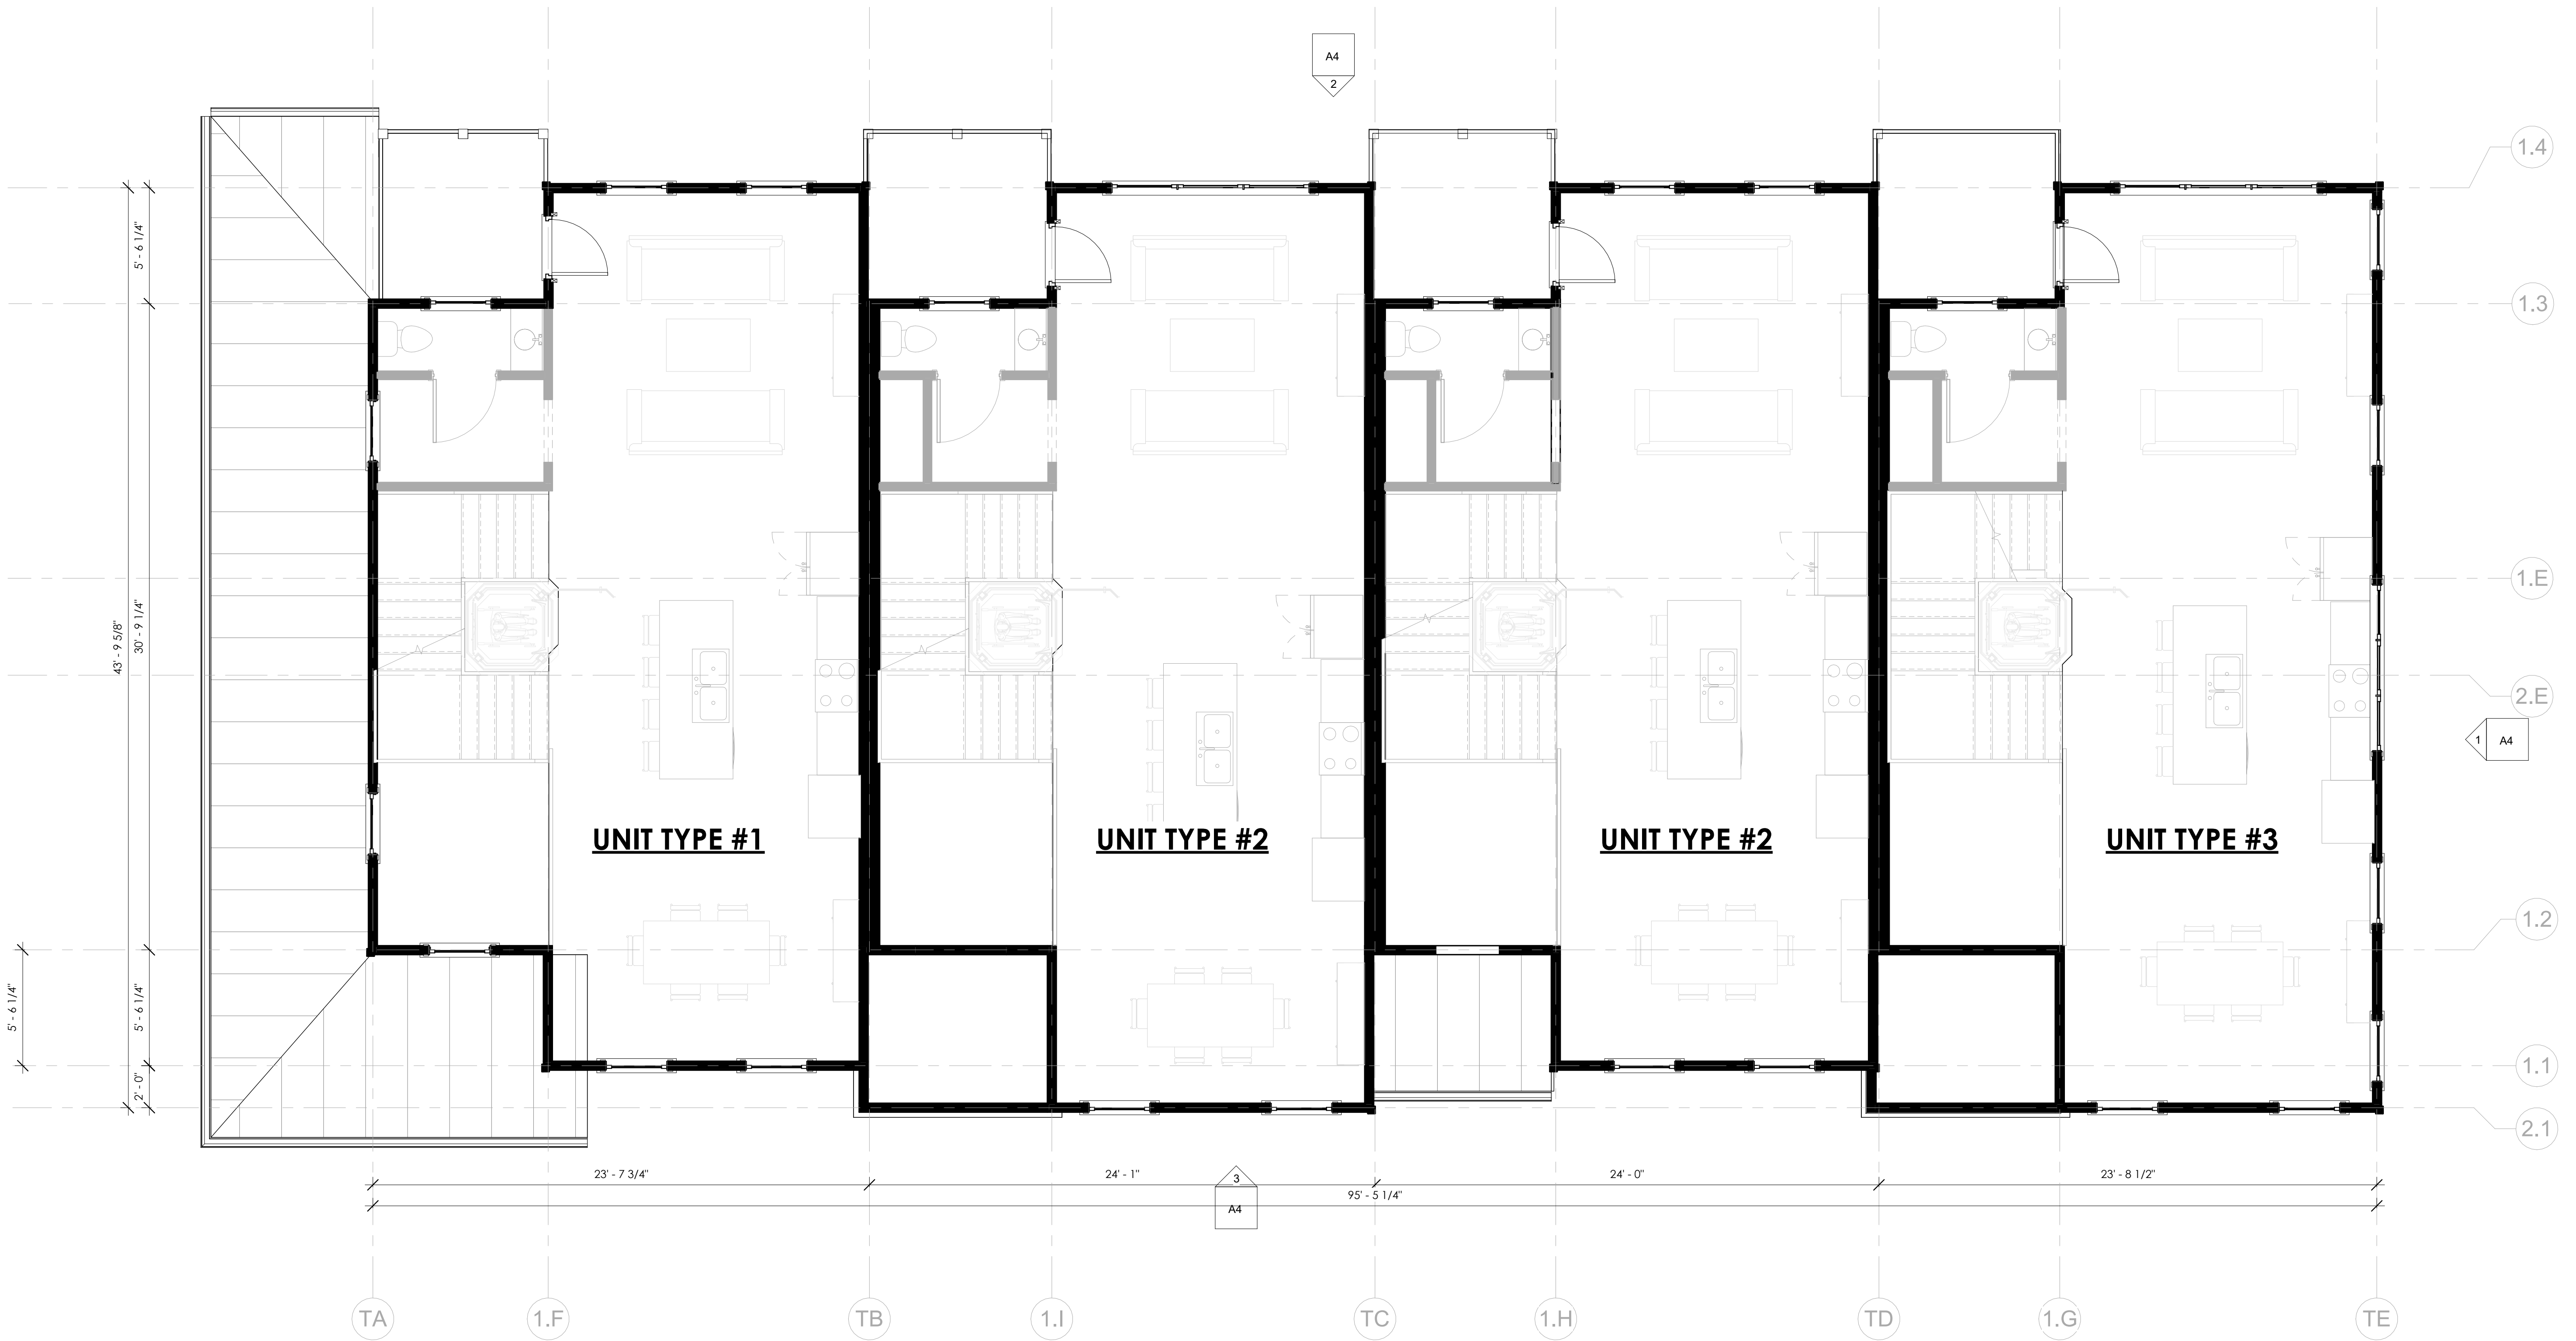 A4
2
1.4
5' - 6 1/4"
1.3
1.E
43' - 9 5/8"
30' - 9 1/4"
2.E
1
A4
UNIT TYPE #1
UNIT TYPE #2
UNIT TYPE #2
UNIT TYPE #3
1.2
5' - 6 1/4"
5' - 6 1/4"
1.1
2' - 0"
2.1
23' - 7 3/4"
24' - 1"
3
24' - 0"
23' - 8 1/2"
95' - 5 1/4"
A4
TA
1.F
TB
1.I
TC
1.H
TD
1.G
TE